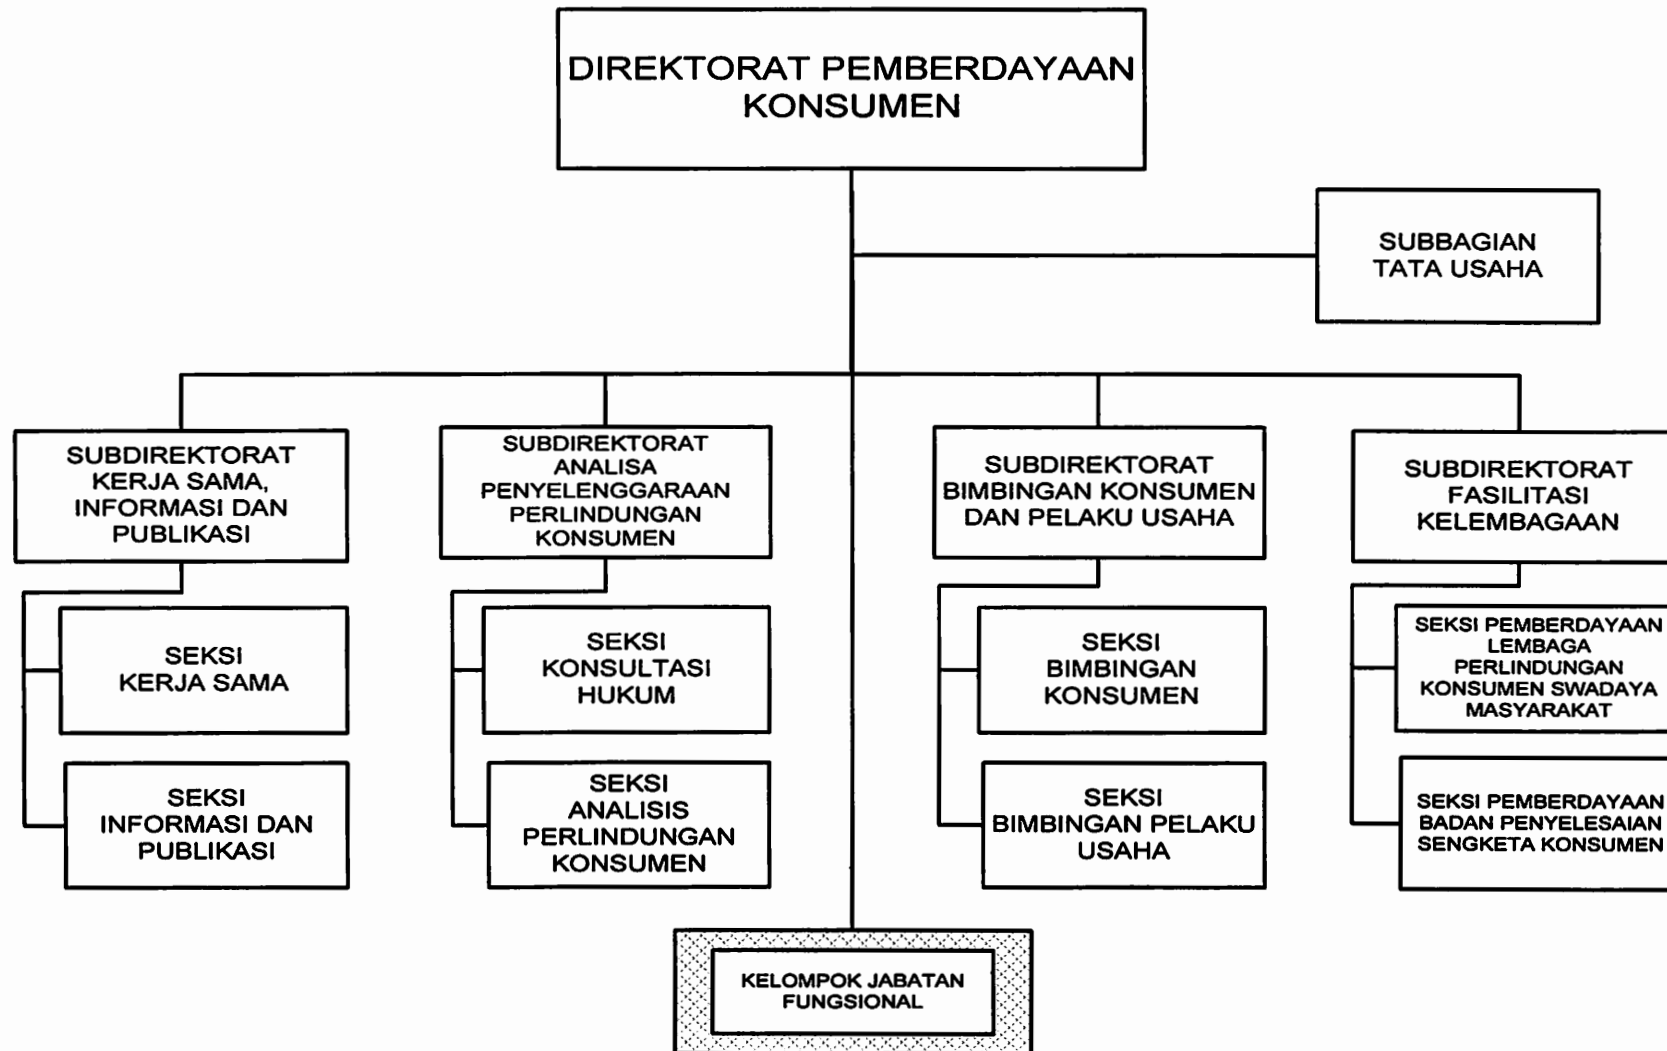 DIREKTORAT PEMBERDAYAAN
KONSUMEN
SUBBAGIAN
TATA USAHA
SUBDIREKTORAT
KERJA SAMA,
INFORMASI DAN
PUBLIKASI
SUBDIREKTORAT
ANALISA
PENYELENGGARAAN
PERLINDUNGAN
KONSUMEN
SUBDIREKTORAT
BIMBINGAN KONSUMEN
DAN PELAKU USAHA
SUBDIREKTORAT
FASILITASI
KELEMBAGAAN
SEKSI
KERJA SAMA
SEKSI
KONSULTASI
HUKUM
SEKSI
BIMBINGAN
KONSUMEN
SEKSI PEMBERDAYAAN
LEMBAGA
PERLINDUNGAN
KONSUMEN SWADAYA
MASYARAKAT
SEKSI
INFORMASI DAN
PUBLIKASI
SEKSI
ANALISIS
PERLINDUNGAN
KONSUMEN
SEKSI
BIMBINGAN PELAKU
USAHA
SEKSI PEMBERDAYAAN
BADAN PENYELESAIAN
SENGKETA KONSUMEN
KELOMPOK JABATAN
FUNGSIONAL